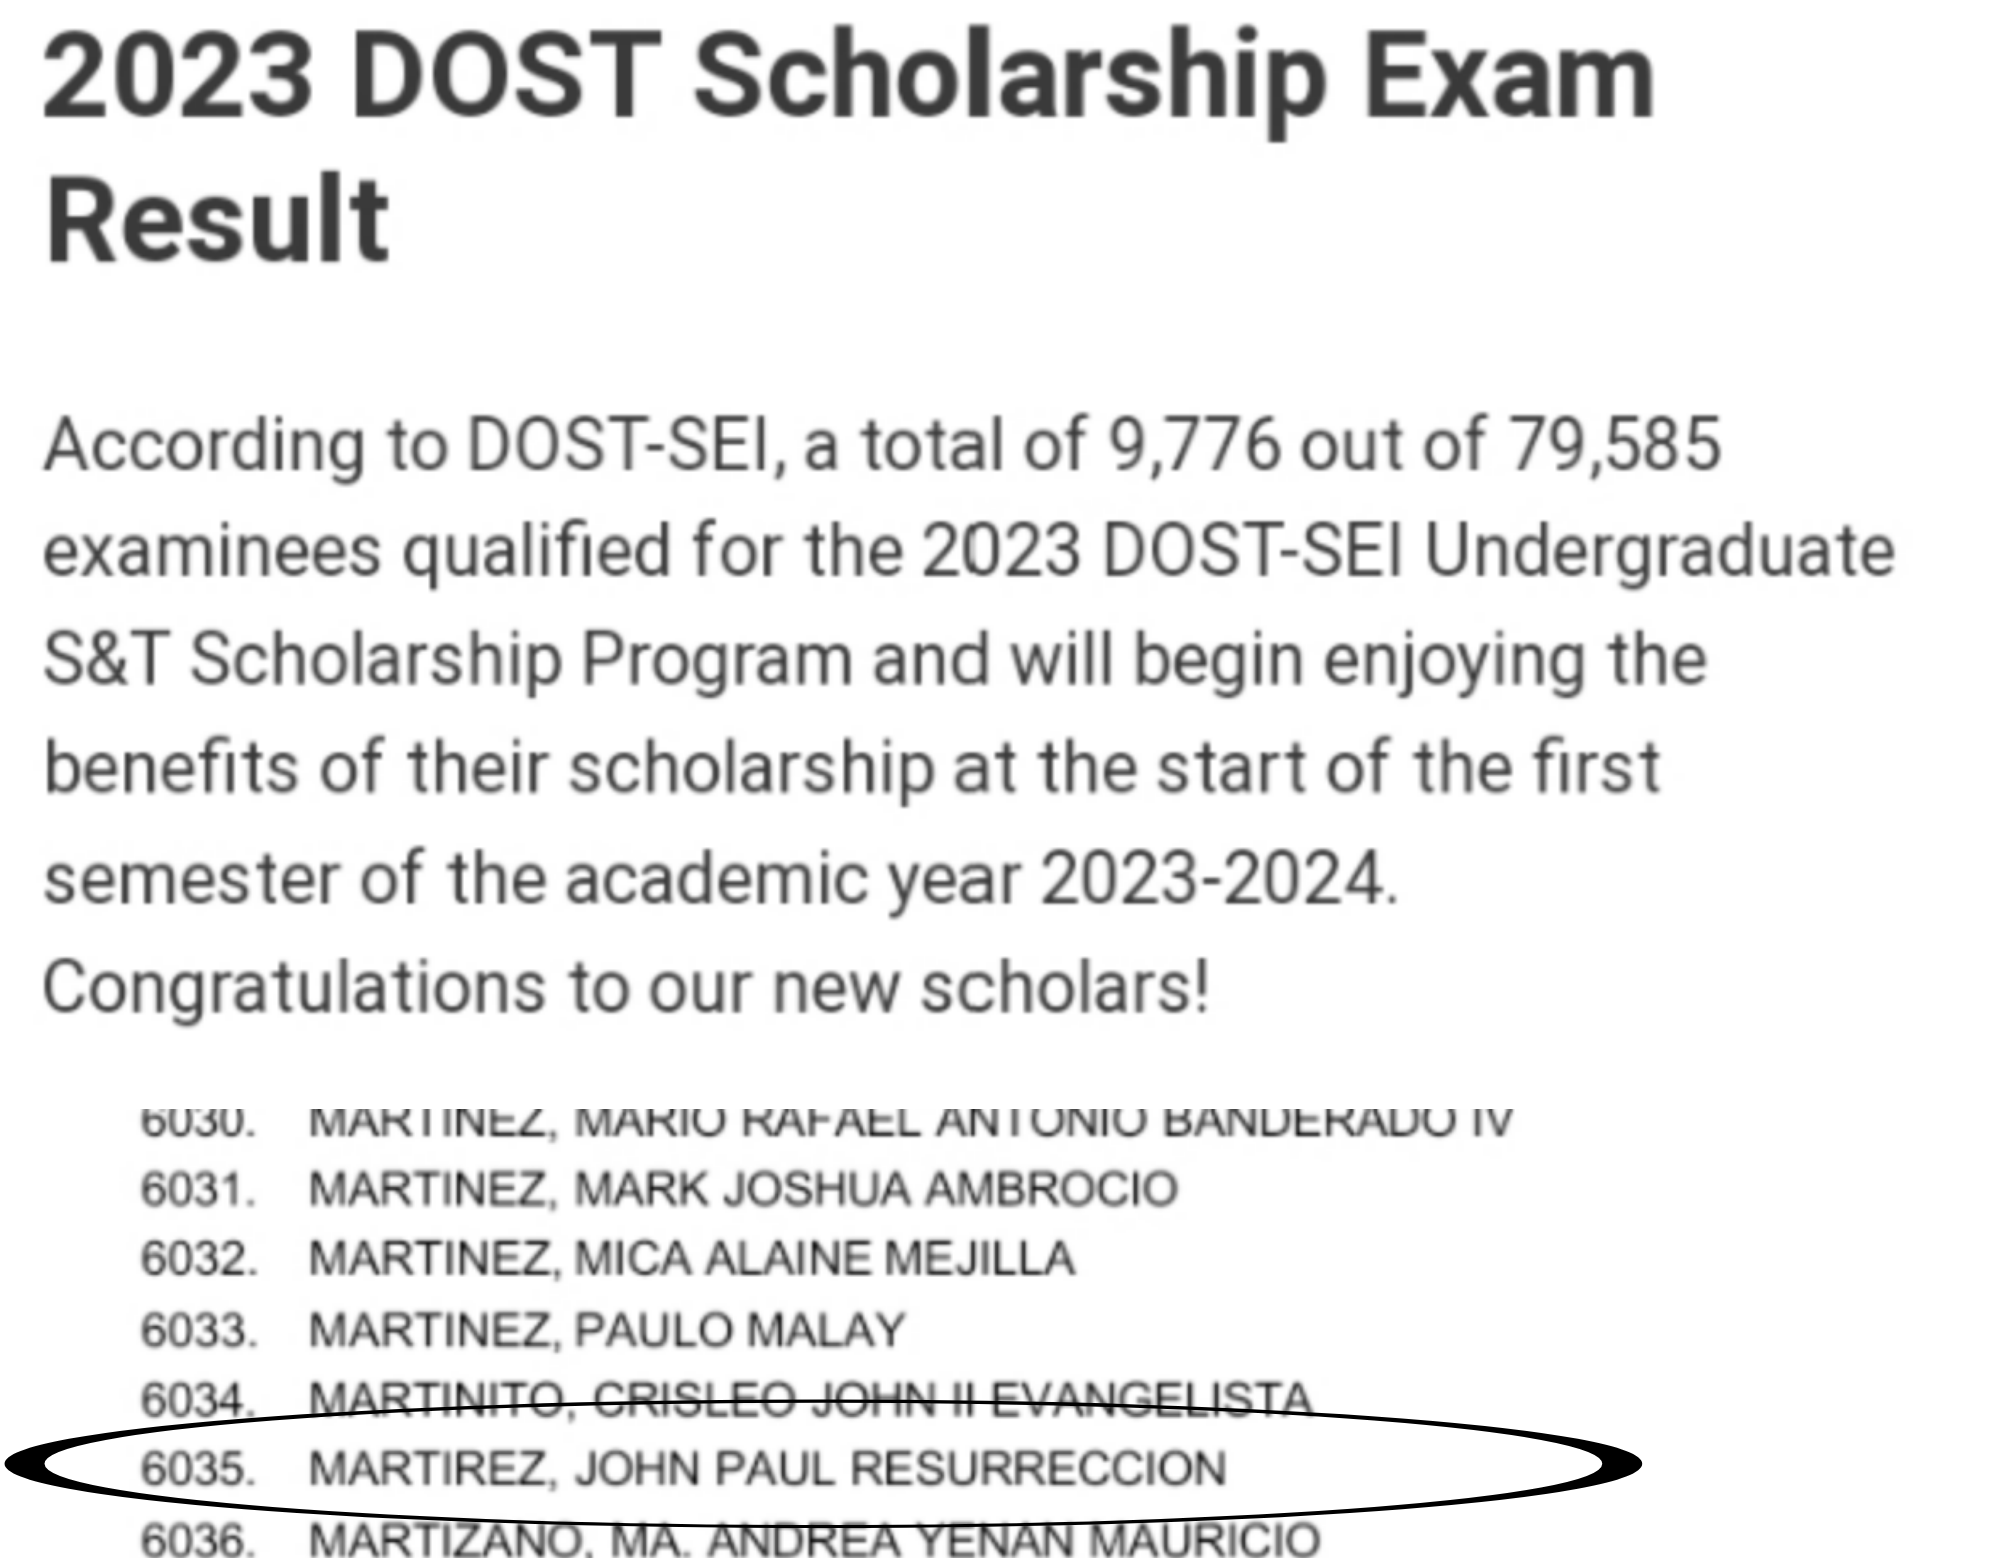 2023 DOST Scholarship Exam
Result
According to DOST-SEI, a total of 9,776 out of 79,585
examinees qualified for the 2023 DOST-SEI Undergraduate
S&T Scholarship Program and will begin enjoying the
benefits of their scholarship at the start of the first
semester of the academic year 2023-2024.
Congratulations to our new scholars!
6030. MARTINEZ, MARIO RAFAEL ANTONIO BANDERADO IV
6031. MARTINEZ, MARK JOSHUA AMBROCIO
6032. MARTINEZ, MICA ALAINE MEJILLA
6033. MARTINEZ, PAULO MALAY
6034. MARTINITO, CRISLEO JOHN II EVANGELISTA
6035. MARTIREZ, JOHN PAUL RESURRECCION
6036. MARTIZANO, MA. ANDREA YENAN MAURICIO